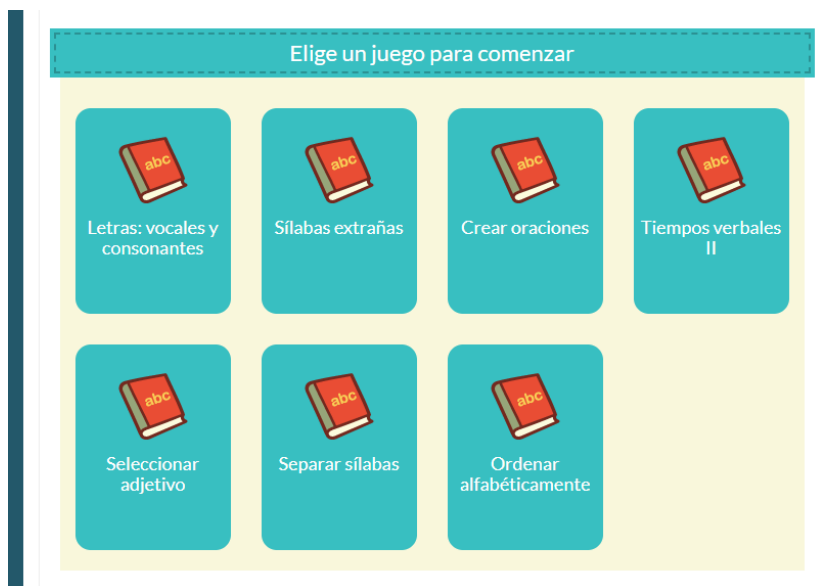 Elige un juego para comenzar
abc
Letras: vocales y
consonantes
abc
Sílabas extrañas
abc
Crear oraciones
abc
Tiempos verbales
II
abc
Seleccionar
adjetivo
abc
Separar sílabas
abc
Ordenar
alfabéticamente